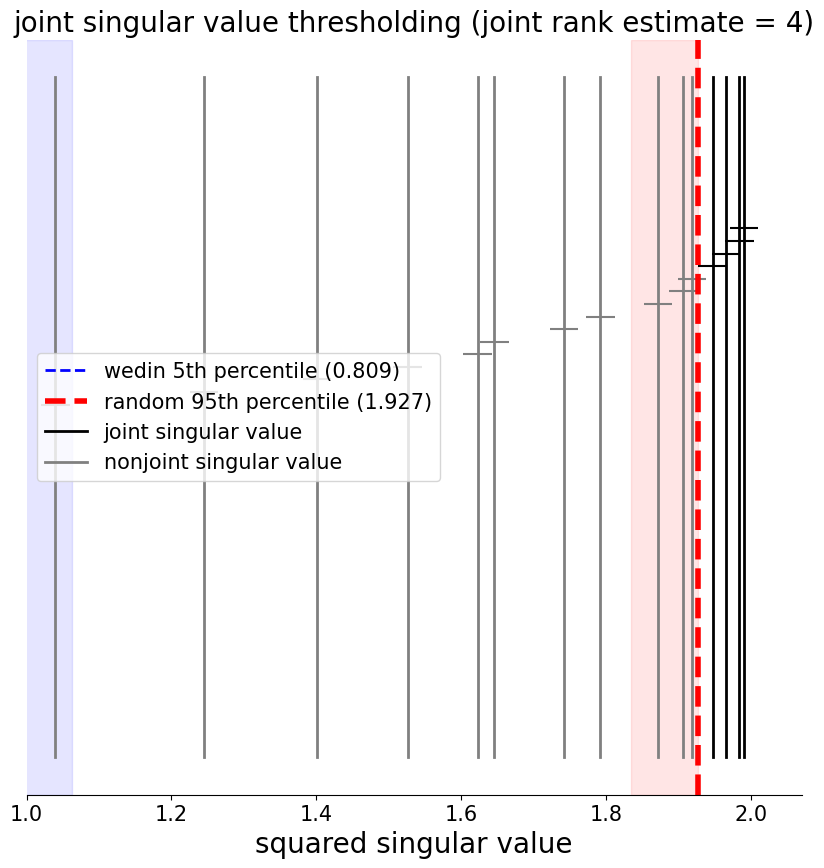 joint singular value thresholding (joint rank estimate = 4)
wedin 5th percentile (0.809)
random 95th percentile (1.927)
joint singular value
nonjoint singular value
1.0 1.2 1.4 1.6 1.8 2.0
squared singular value